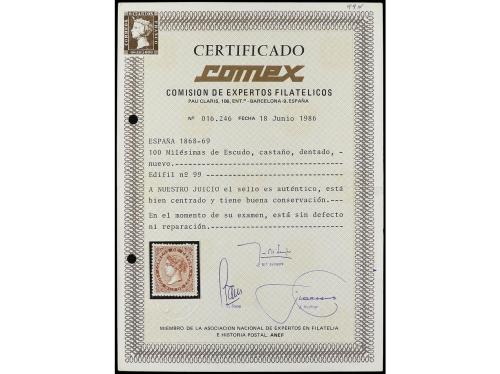 99N
CERTIFICADO
comex
COMISION DE EXPERTOS FILATELICOS
PAU CLARIS, 106, ENT.º - BARCELONA-9, ESPAÑA
Nº 016.246 FECHA 18 Junio 1986
ESPAÑA 1868-69
100 Milésimas de Escudo, castaño, dentado, -
nuevo.
Edifil nº 99
A NUESTRO JUICIO el sello es auténtico, está
bien centrado y tiene buena conservación.
En el momento de su examen, está sin defecto
ni reparación.
MIEMBRO DE LA ASOCIACION NACIONAL DE EXPERTOS EN FILATELIA
E HISTORIA POSTAL: ANEF